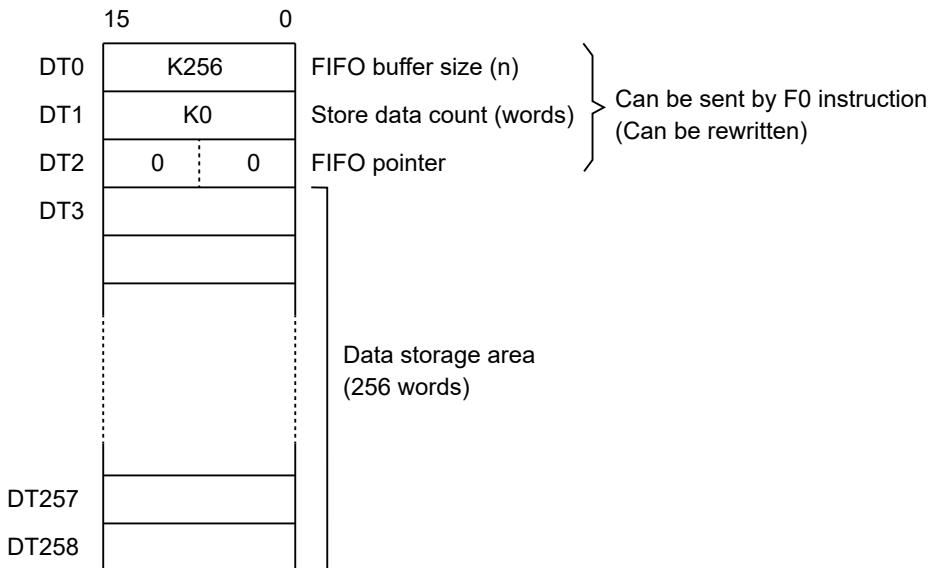 15 0
DT0 K256 FIFO buffer size (n)
DT1 K0 Store data count (words)
DT2 0 0 FIFO pointer
Can be sent by F0 instruction
(Can be rewritten)
DT3
Data storage area
(256 words)
DT257
DT258